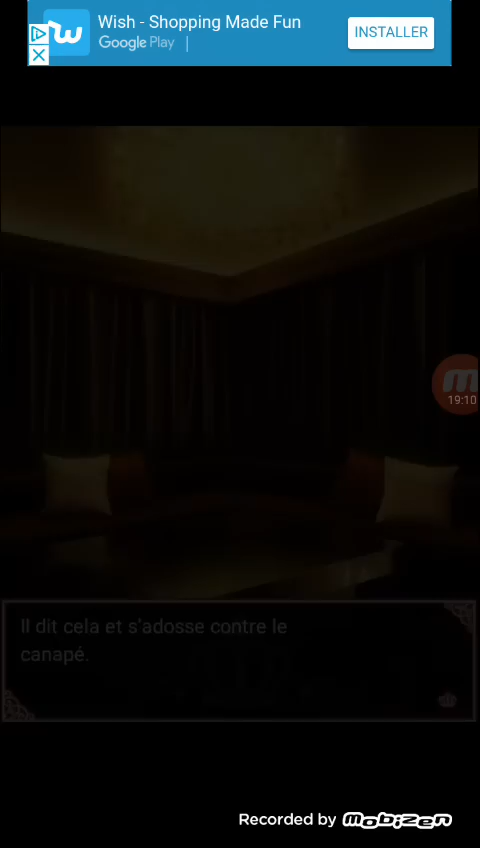 Wish - Shopping Made Fun
Google Play
INSTALLER
19:10
Il dit cela et s'adosse contre le
canapé.
Recorded by Mobizen